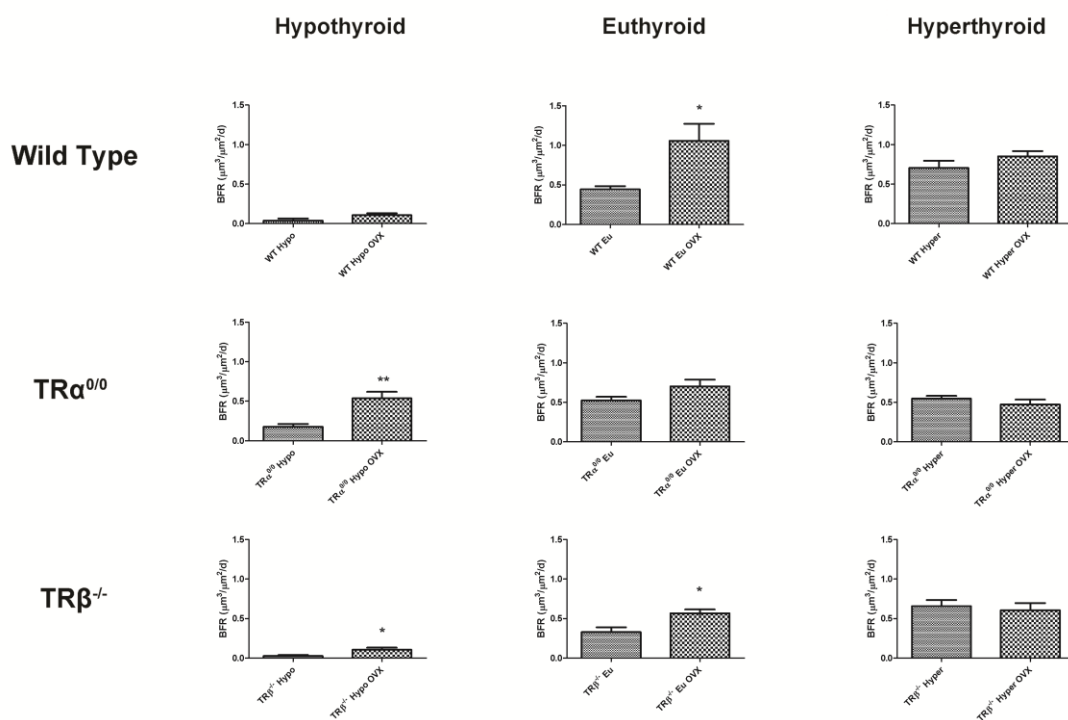 Hypothyroid
Euthyroid
Hyperthyroid
Wild Type
BFR (μm³/μm²/d)
1.5
1.0
0.5
0.0
WT Hypo
WT Hypo OVX
BFR (μm³/μm²/d)
1.5
1.0
0.5
0.0
*
WT Eu
WT Eu OVX
BFR (μm³/μm²/d)
1.5
1.0
0.5
0.0
WT Hyper
WT Hyper OVX
TRα⁰/⁰
BFR (μm³/μm²/d)
1.5
1.0
0.5
0.0
**
TRα⁰/⁰ Hypo
TRα⁰/⁰ Hypo OVX
BFR (μm³/μm²/d)
1.5
1.0
0.5
0.0
TRα⁰/⁰ Eu
TRα⁰/⁰ Eu OVX
BFR (μm³/μm²/d)
1.5
1.0
0.5
0.0
TRα⁰/⁰ Hyper
TRα⁰/⁰ Hyper OVX
TRβ⁻/⁻
BFR (μm³/μm²/d)
1.5
1.0
0.5
0.0
*
TRβ⁻/⁻ Hypo
TRβ⁻/⁻ Hypo OVX
BFR (μm³/μm²/d)
1.5
1.0
0.5
0.0
*
TRβ⁻/⁻ Eu
TRβ⁻/⁻ Eu OVX
BFR (μm³/μm²/d)
1.5
1.0
0.5
0.0
TRβ⁻/⁻ Hyper
TRβ⁻/⁻ Hyper OVX